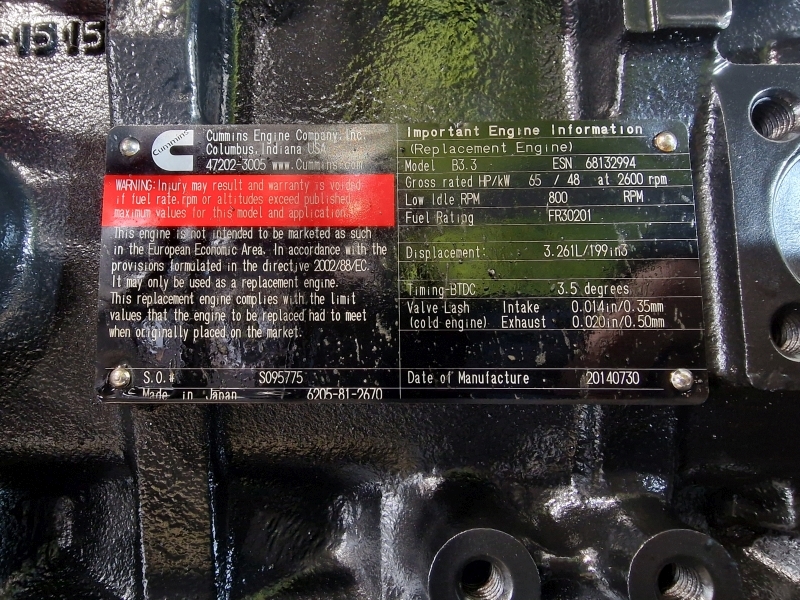 -1515
Cummins
Cummins Engine Company, Inc.
Columbus, Indiana USA
47202-3005 www.Cummins.com
WARNING: Injury may result and warranty is voided
if fuel rate.rpm or altitudes exceed published
maximum values for this model and application.
This engine is not intended to be marketed as such
in the European Economic Area. In accordance with the
provisions formulated in the directive 2002/88/EC.
It may only be used as a replacement engine.
This replacement engine complies with the limit
values that the engine to be replaced had to meet
when originally placed on the market.
S.O.# S095775
Made in Japan 6205-81-2670
Important Engine Information
(Replacement Engine)
Model B3.3 ESN 68132994
Gross rated HP/kW 65 / 48 at 2600 rpm
Low Idle RPM 800 RPM
Fuel Rating FR30201
Displacement: 3.261L/199in3
Timing-BTDC 3.5 degrees
Valve Lash Intake 0.014in/0.35mm
(cold engine) Exhaust 0.020in/0.50mm
Date of Manufacture 20140730